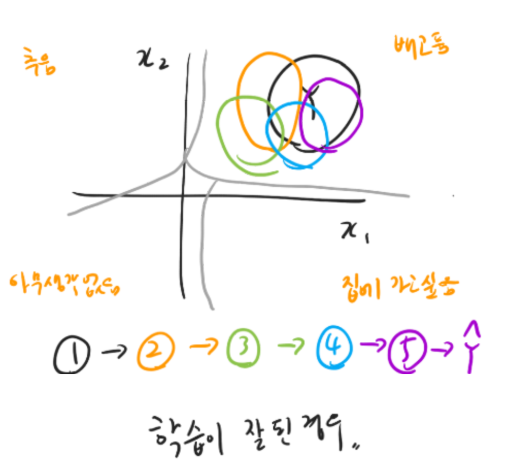 추움
x₂
배고픔
Y
x₁
아무생각없음
집에 가고싶음
① → ② → ③ → ④ → ⑤ → Ŷ
학습이 잘 된 경우..